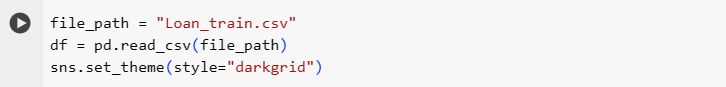 file_path = "Loan_train.csv"
df = pd.read_csv(file_path)
sns.set_theme(style="darkgrid")